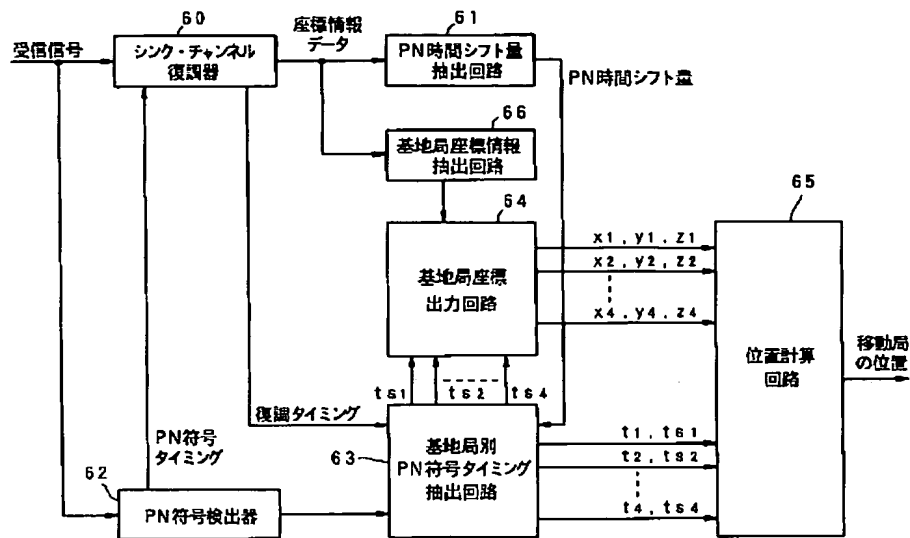 60
61
受信信号
シンク・チャンネル
復調器
座標情報
データ
PN時間シフト量
抽出回路
PN時間シフト量
66
基地局座標情報
抽出回路
64
65
基地局座標
出力回路
x1, y1, z1
x2, y2, z2
x4, y4, z4
位置計算
回路
移動局
の位置
ts1
ts2
ts4
復調タイミング
PN符号
タイミング
62
PN符号検出器
63
基地局別
PN符号タイミング
抽出回路
t1, ts1
t2, ts2
t4, ts4